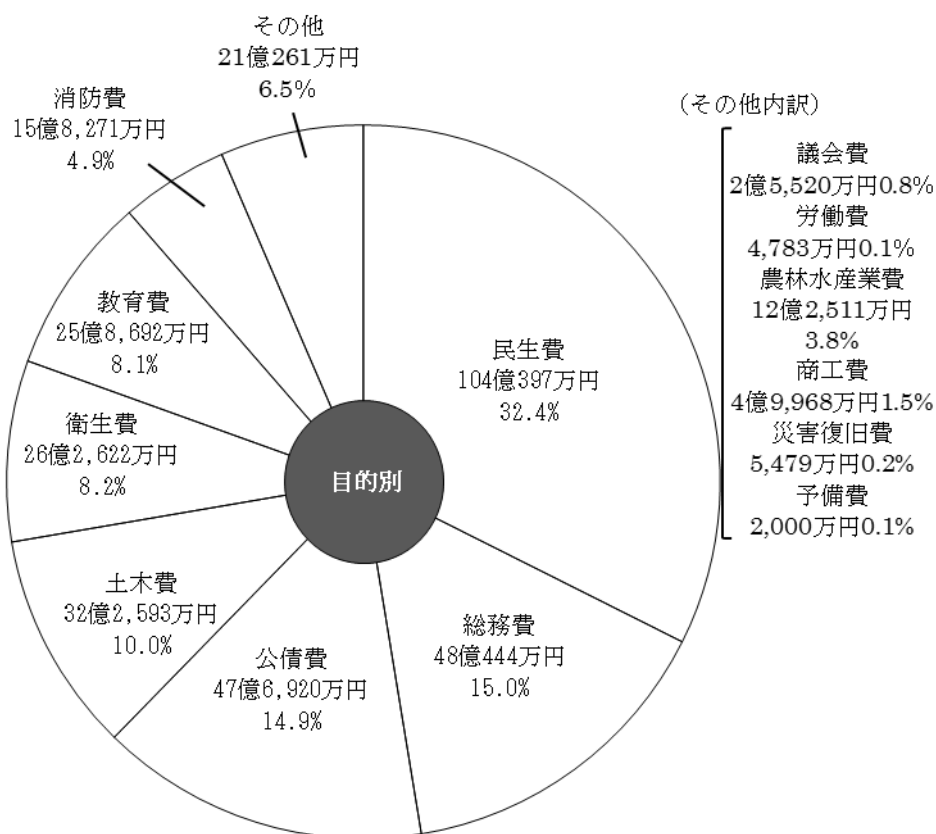 その他
21億261万円
6.5%
消防費
15億8,271万円
4.9%
教育費
25億8,692万円
8.1%
衛生費
26億2,622万円
8.2%
土木費
32億2,593万円
10.0%
公債費
47億6,920万円
14.9%
総務費
48億444万円
15.0%
民生費
104億397万円
32.4%
目的別
（その他内訳）
議会費
2億5,520万円0.8%
労働費
4,783万円0.1%
農林水産業費
12億2,511万円
3.8%
商工費
4億9,968万円1.5%
災害復旧費
5,479万円0.2%
予備費
2,000万円0.1%